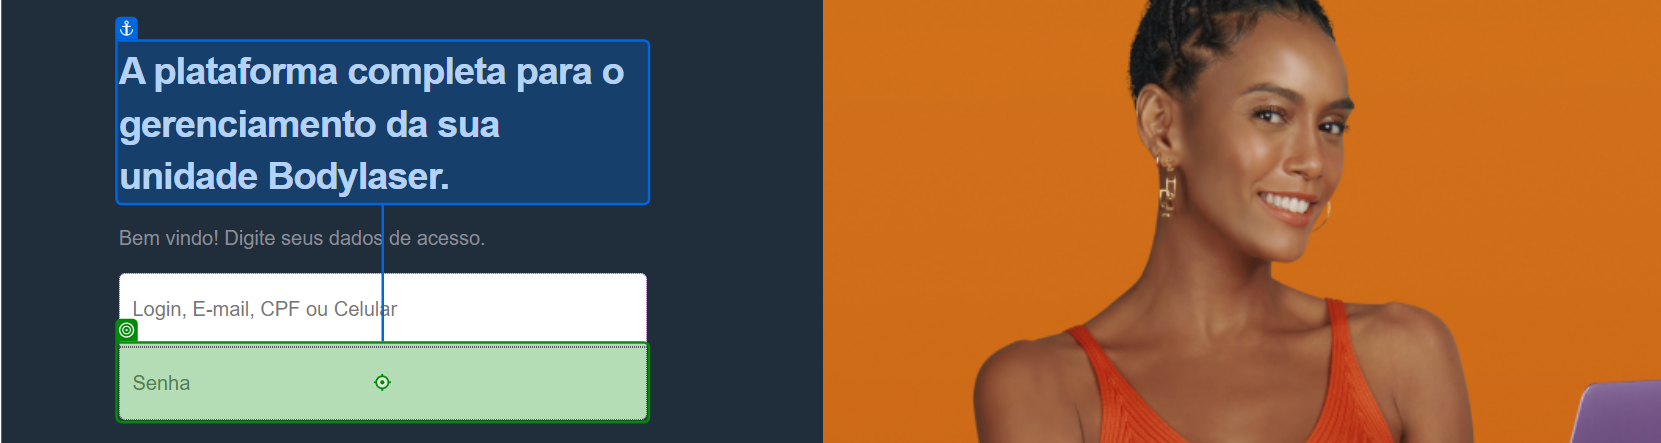 A plataforma completa para o
gerenciamento da sua
unidade Bodylaser.
Bem vindo! Digite seus dados de acesso.
Login, E-mail, CPF ou Celular
Senha